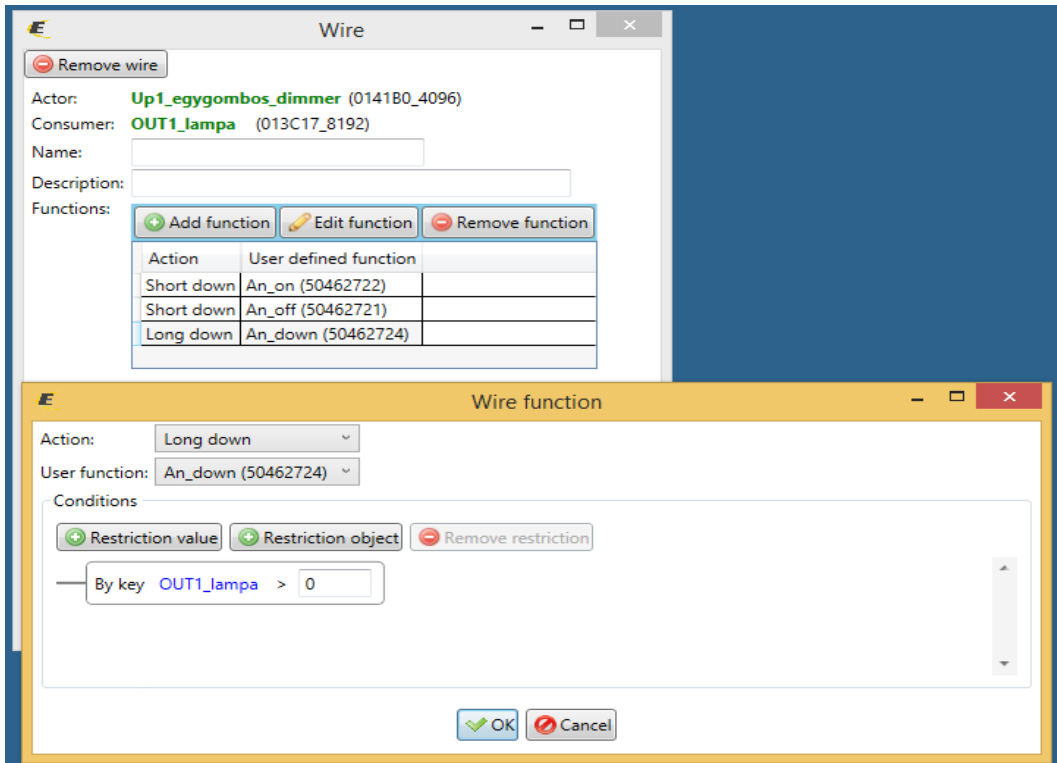 Wire
Remove wire
Actor: Up1_egygombos_dimmer (0141B0_4096)
Consumer: OUT1_lampa (013C17_8192)
Name:
Description:
Functions:
Add function Edit function Remove function
Action User defined function
Short down An_on (50462722)
Short down An_off (50462721)
Long down An_down (50462724)
Wire function
Action: Long down
User function: An_down (50462724)
Conditions
Restriction value Restriction object Remove restriction
By key OUT1_lampa > 0
OK Cancel